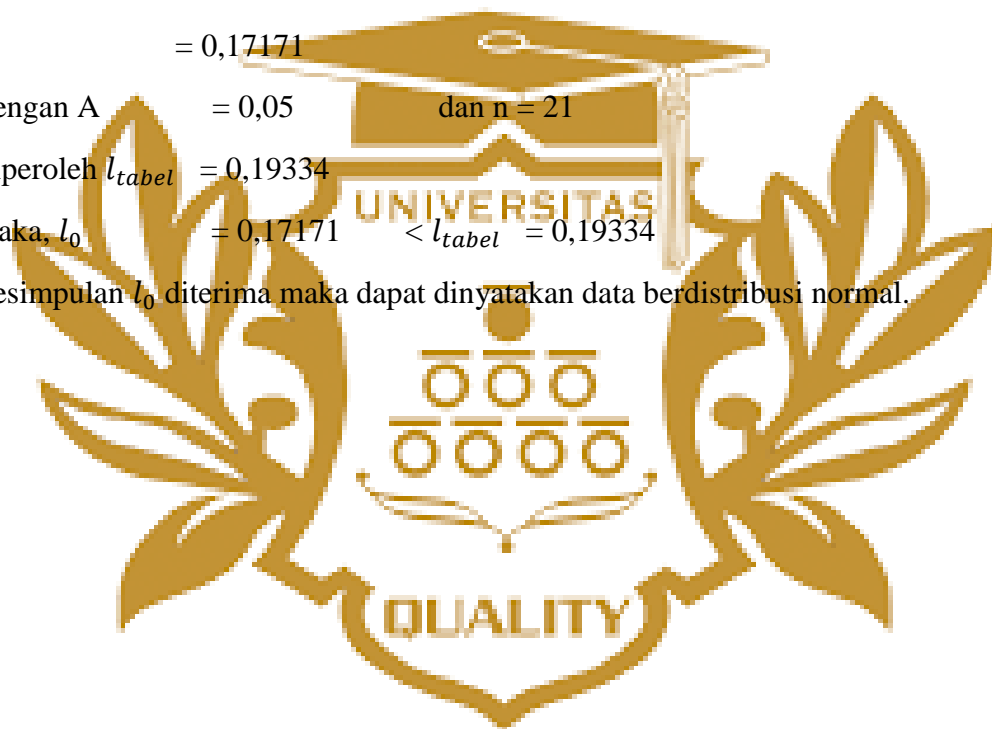 = 0,17171
engan A = 0,05 dan n = 21
peroleh l_tabel = 0,19334
UNIVERSITAS
aka, l_0 = 0,17171 < l_tabel = 0,19334
esimpulan l_0 diterima maka dapat dinyatakan data berdistribusi normal.
QUALITY